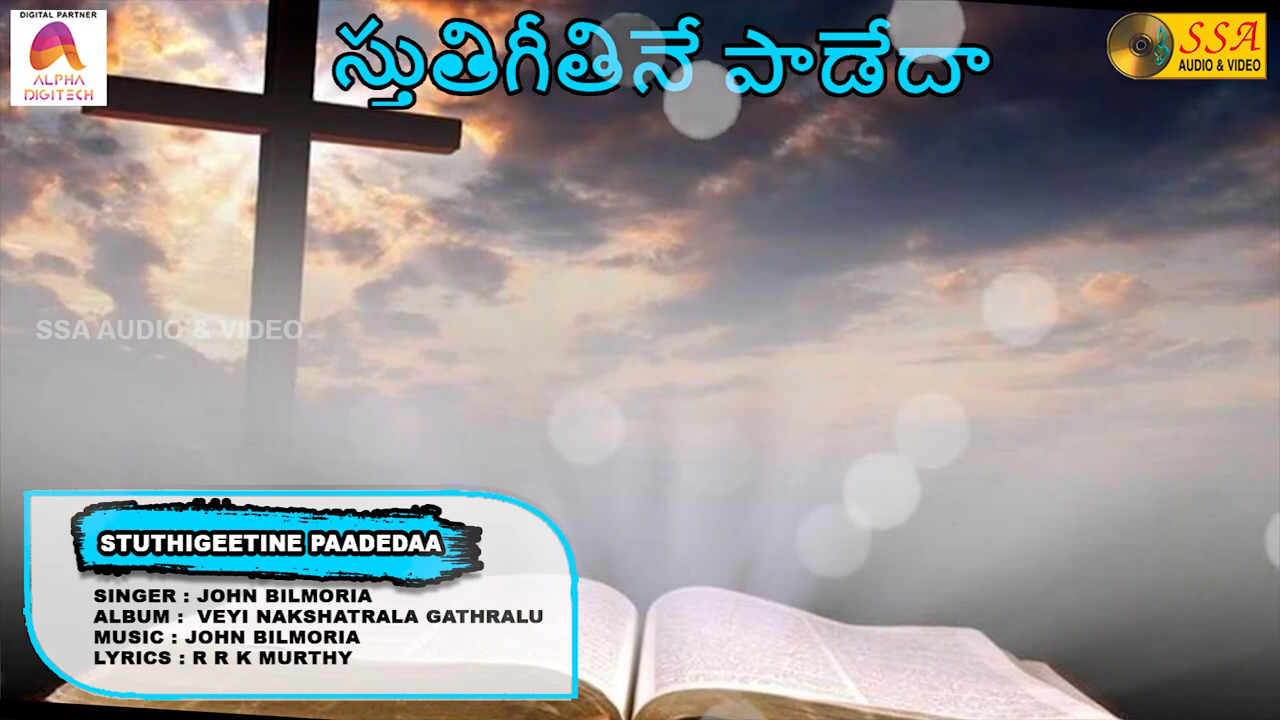 DIGITAL PARTNER
ALPHA
DIGITECH
స్తుతిగీతినే పాడేదా
SSA
AUDIO & VIDEO
SSA AUDIO & VIDEO
STUTHIGEETINE PAADEDAA
SINGER : JOHN BILMORIA
ALBUM : VEYI NAKSHATRALA GATHRALU
MUSIC : JOHN BILMORIA
LYRICS : R R K MURTHY